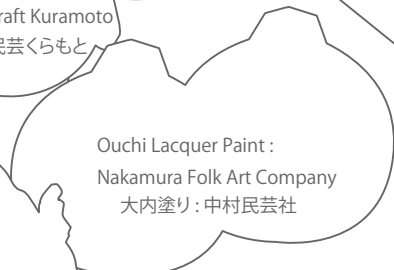 raft Kuramoto
民芸くらもと
Ouchi Lacquer Paint :
Nakamura Folk Art Company
大内塗り : 中村民芸社